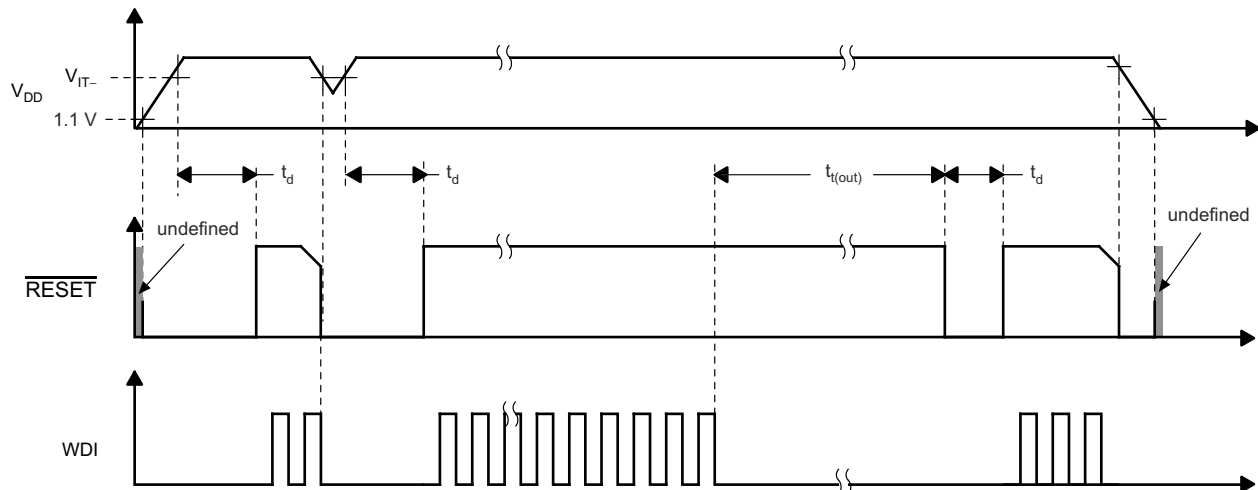 V_DD
V_IT–
1.1 V
t_d
t_d
t_t(out)
t_d
undefined
undefined
RESET
WDI